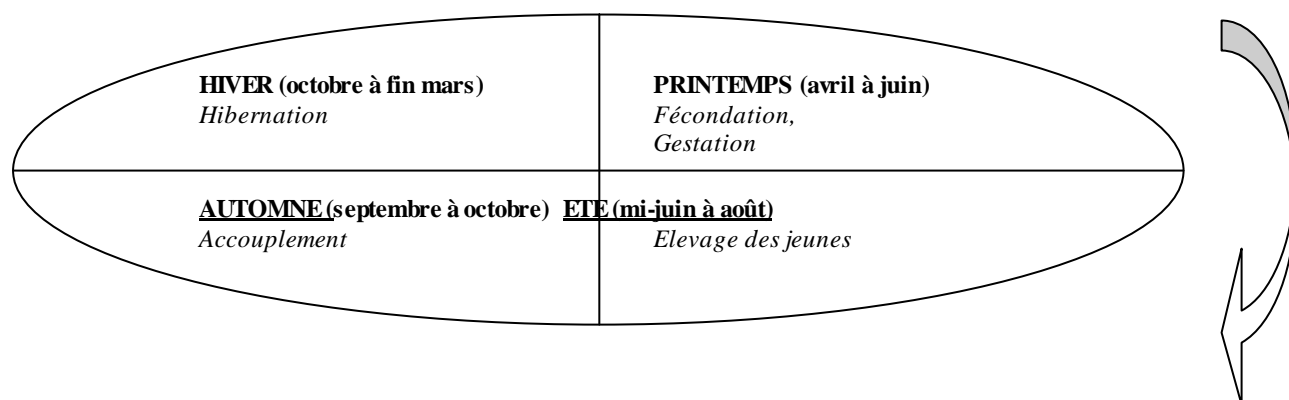 HIVER (octobre à fin mars)
Hibernation
PRINTEMPS (avril à juin)
Fécondation,
Gestation
AUTOMNE (septembre à octobre) ETE (mi-juin à août)
Accouplement
Elevage des jeunes